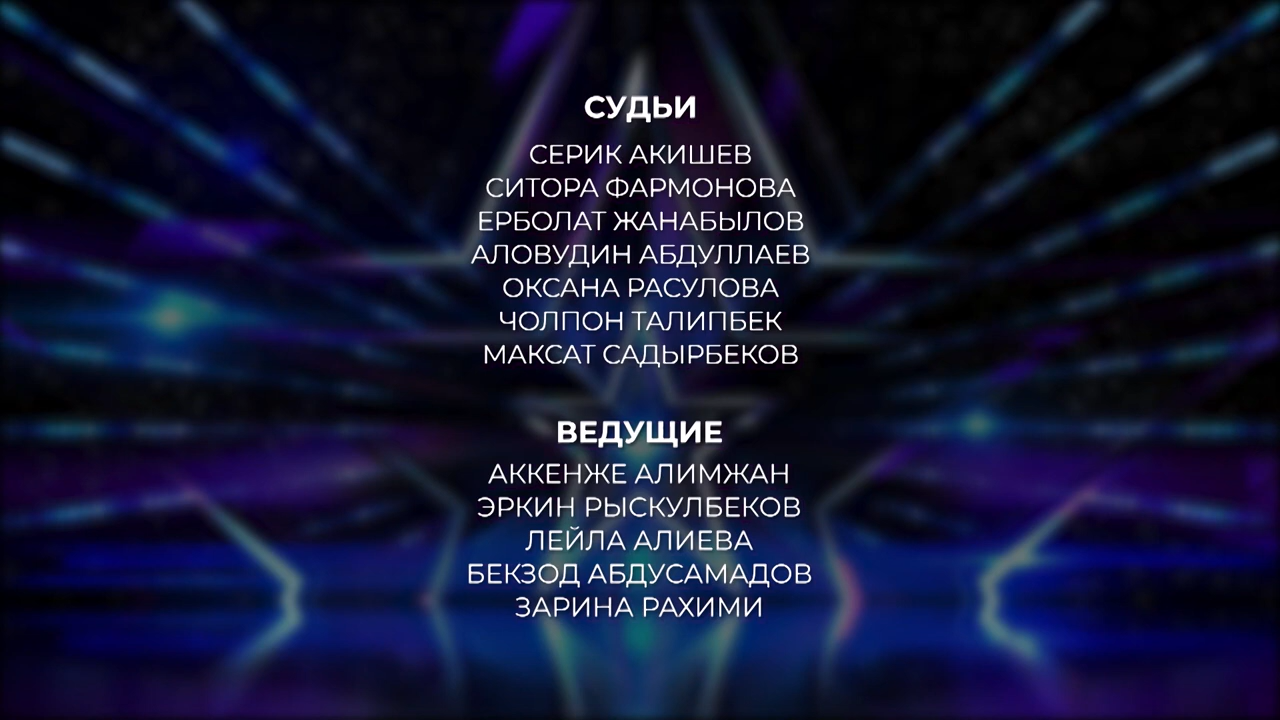 СУДЬИ
СЕРИК АКИШЕВ
СИТОРА ФАРМОНОВА
ЕРБОЛАТ ЖАНАБЫЛОВ
АЛОВУДИН АБДУЛЛАЕВ
ОКСАНА РАСУЛОВА
ЧОЛПОН ТАЛИПБЕК
МАКСАТ САДЫРБЕКОВ
ВЕДУЩИЕ
АККЕНЖЕ АЛИМЖАН
ЭРКИН РЫСКУЛБЕКОВ
ЛЕЙЛА АЛИЕВА
БЕКЗОД АБДУСАМАДОВ
ЗАРИНА РАХИМИ